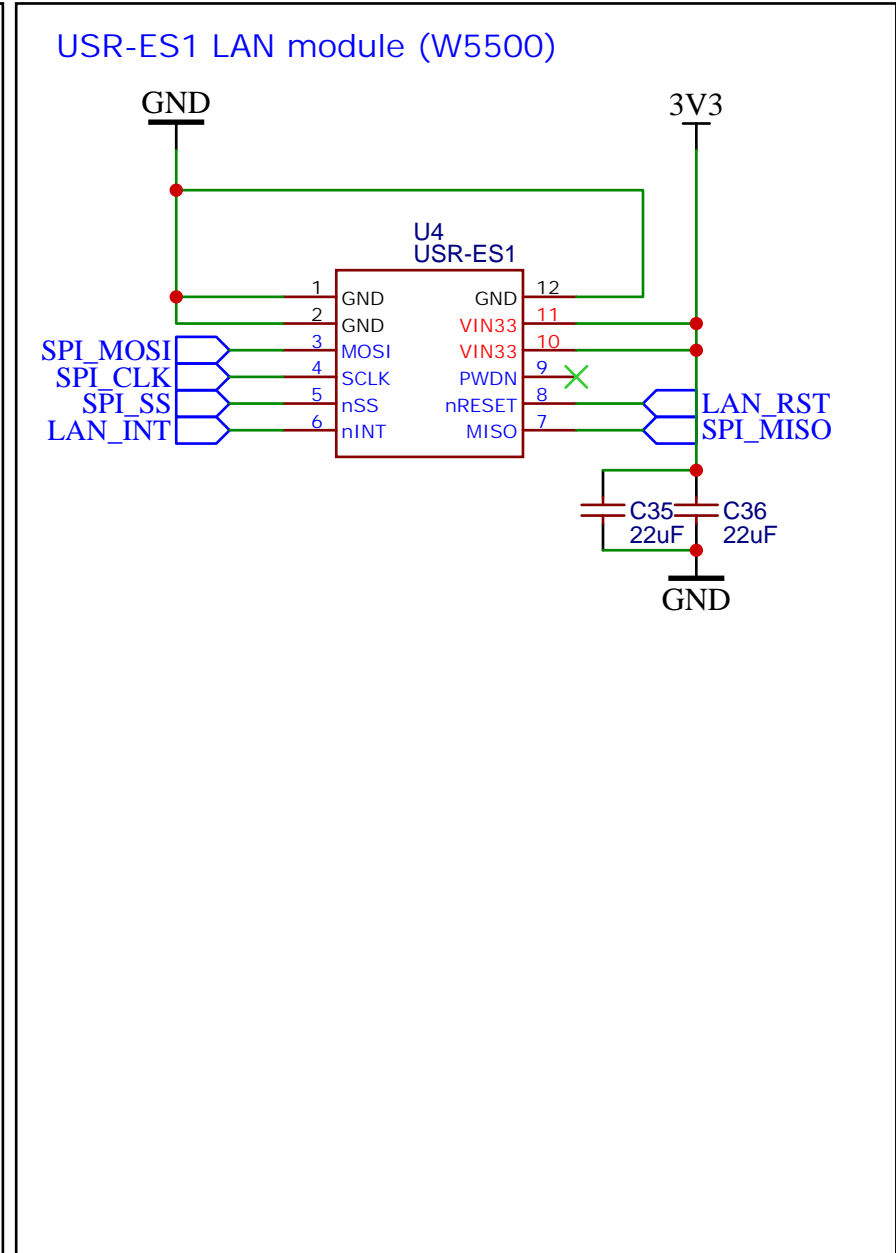 USR-ES1 LAN module (W5500)
GND
3V3
U4
USR-ES1
1
GND
GND
12
2
GND
VIN33
11
SPI_MOSI
3
MOSI
VIN33
10
SPI_CLK
4
SCLK
PWDN
9
SPI_SS
5
nSS
nRESET
8
LAN_RST
LAN_INT
6
nINT
MISO
7
SPI_MISO
C35
22uF
C36
22uF
GND